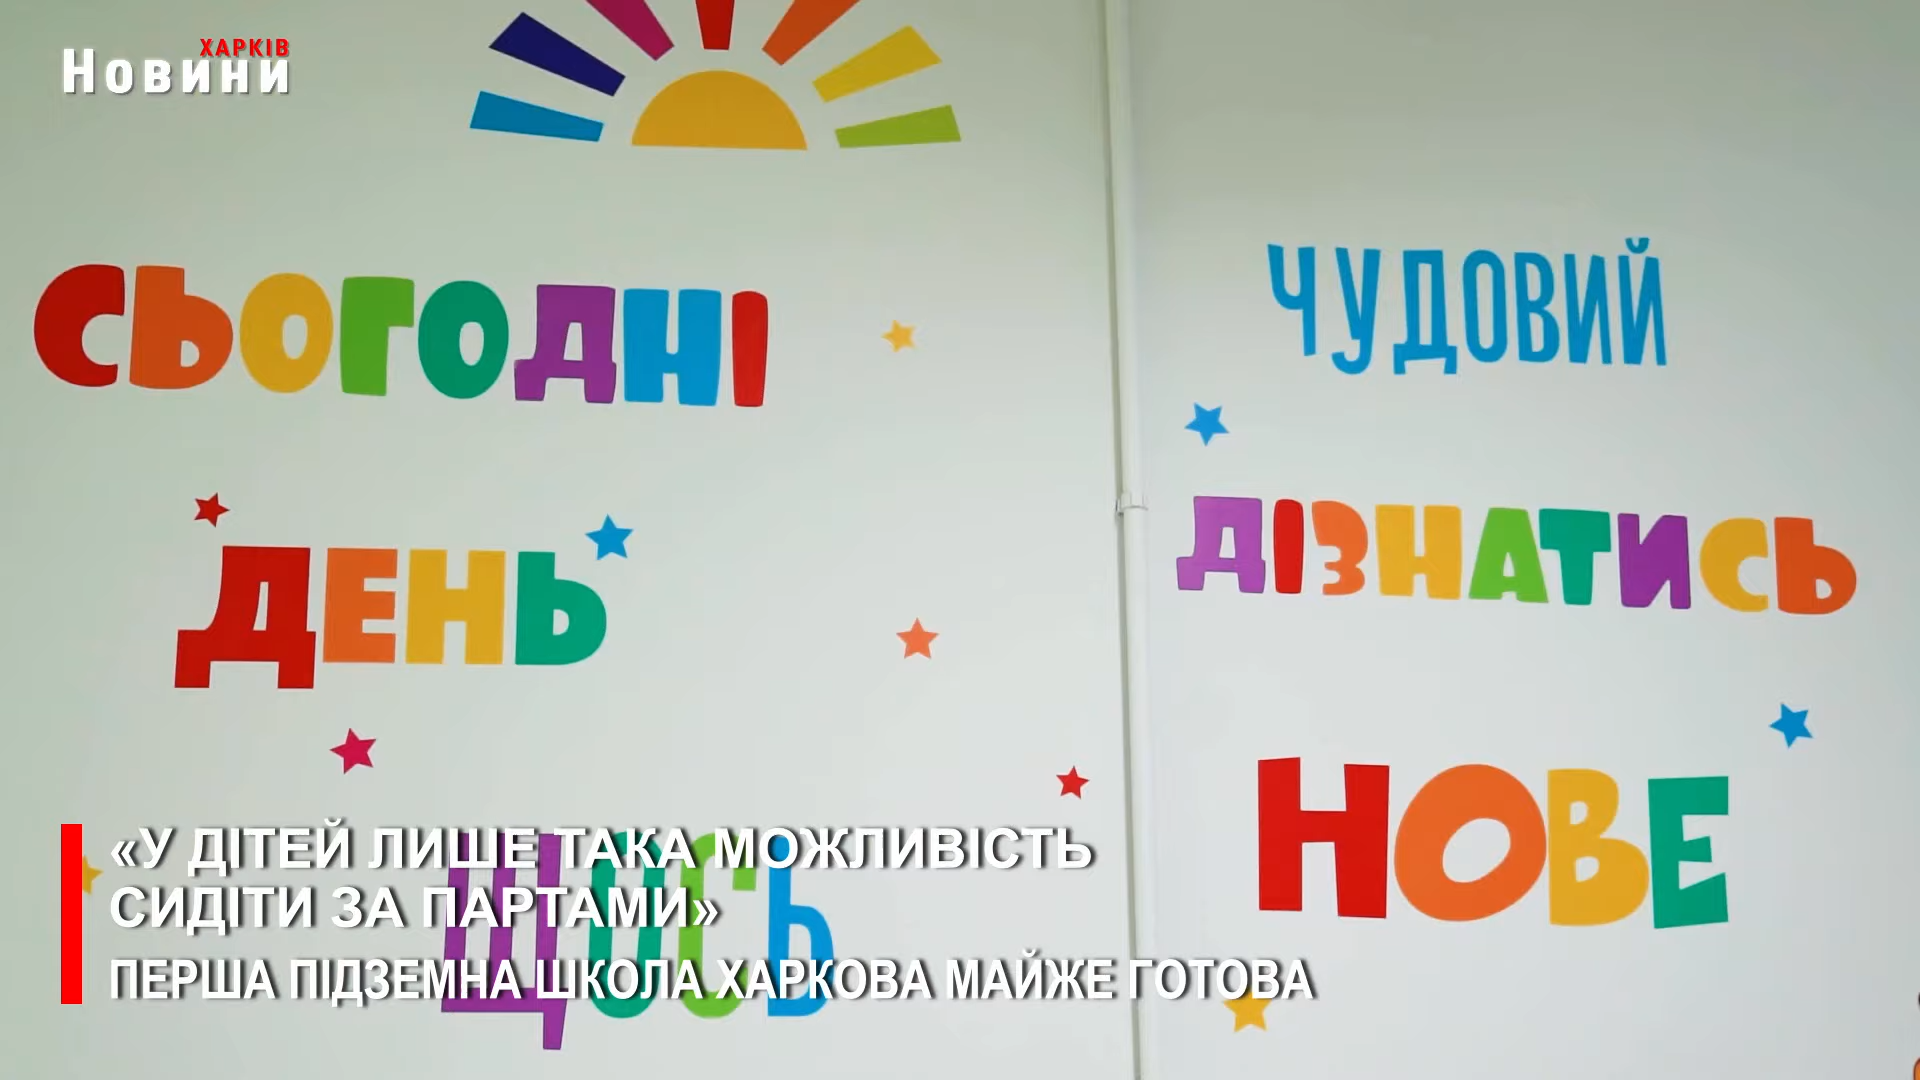 ХАРКІВ
Новини
СЬОГОДНІ
ЧУДОВИЙ
ДЕНЬ
ДІЗНАТИСЬ
ЩОСЬ
НОВЕ
«У ДІТЕЙ ЛИШЕ ТАКА МОЖЛИВІСТЬ
СИДІТИ ЗА ПАРТАМИ»
ПЕРША ПІДЗЕМНА ШКОЛА ХАРКОВА МАЙЖЕ ГОТОВА